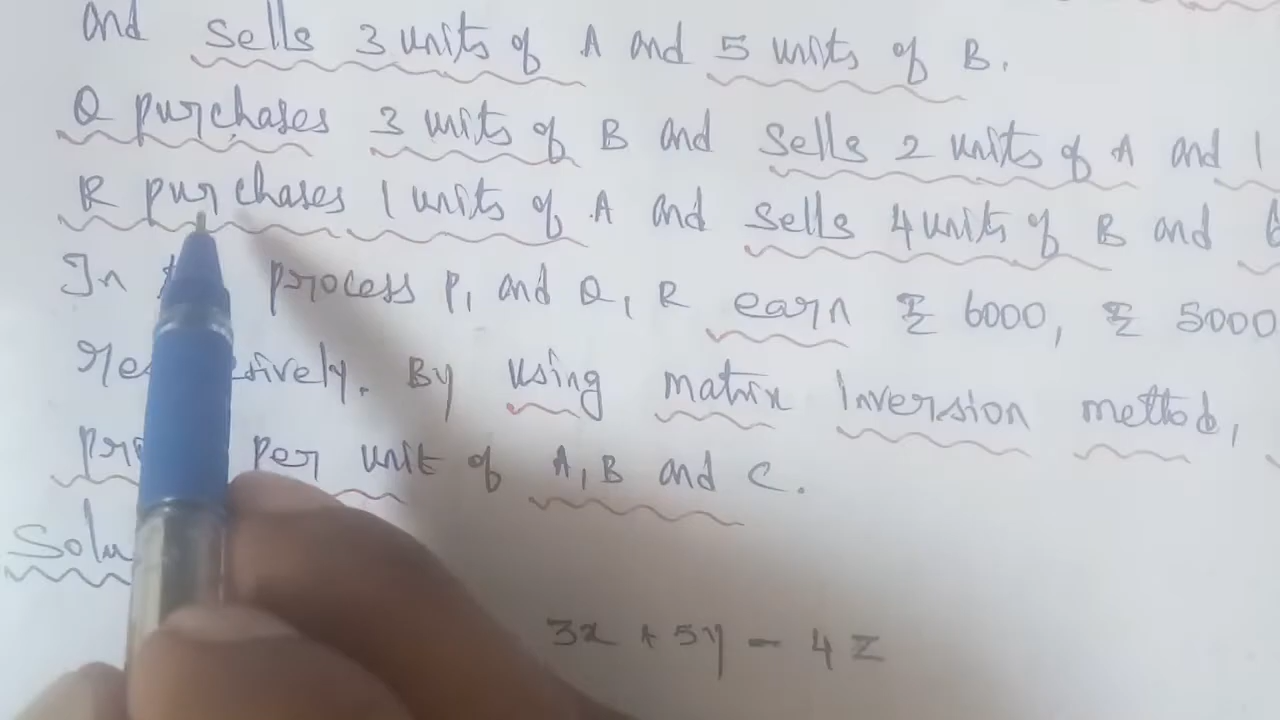 and sells 3 units of A and 5 units of B.
Q purchases 3 units of B and sells 2 units of A and 1
R purchases 1 units of A and sells 4 units of B and 6
In process P, and Q, R earn ₹ 6000, ₹ 5000
By using matrix inversion method,
per unit of A, B and C.
3x + 5y - 4z